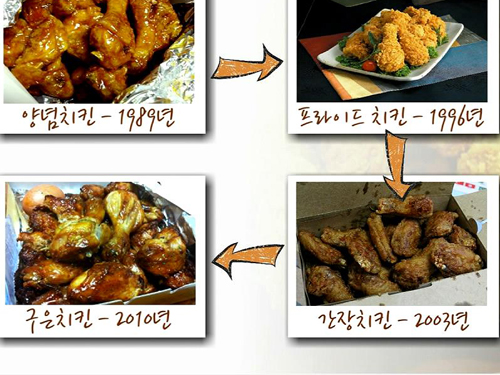 양념치킨 - 1989년
프라이드 치킨 - 1996년
간장치킨 - 2003년
구운치킨 - 2010년